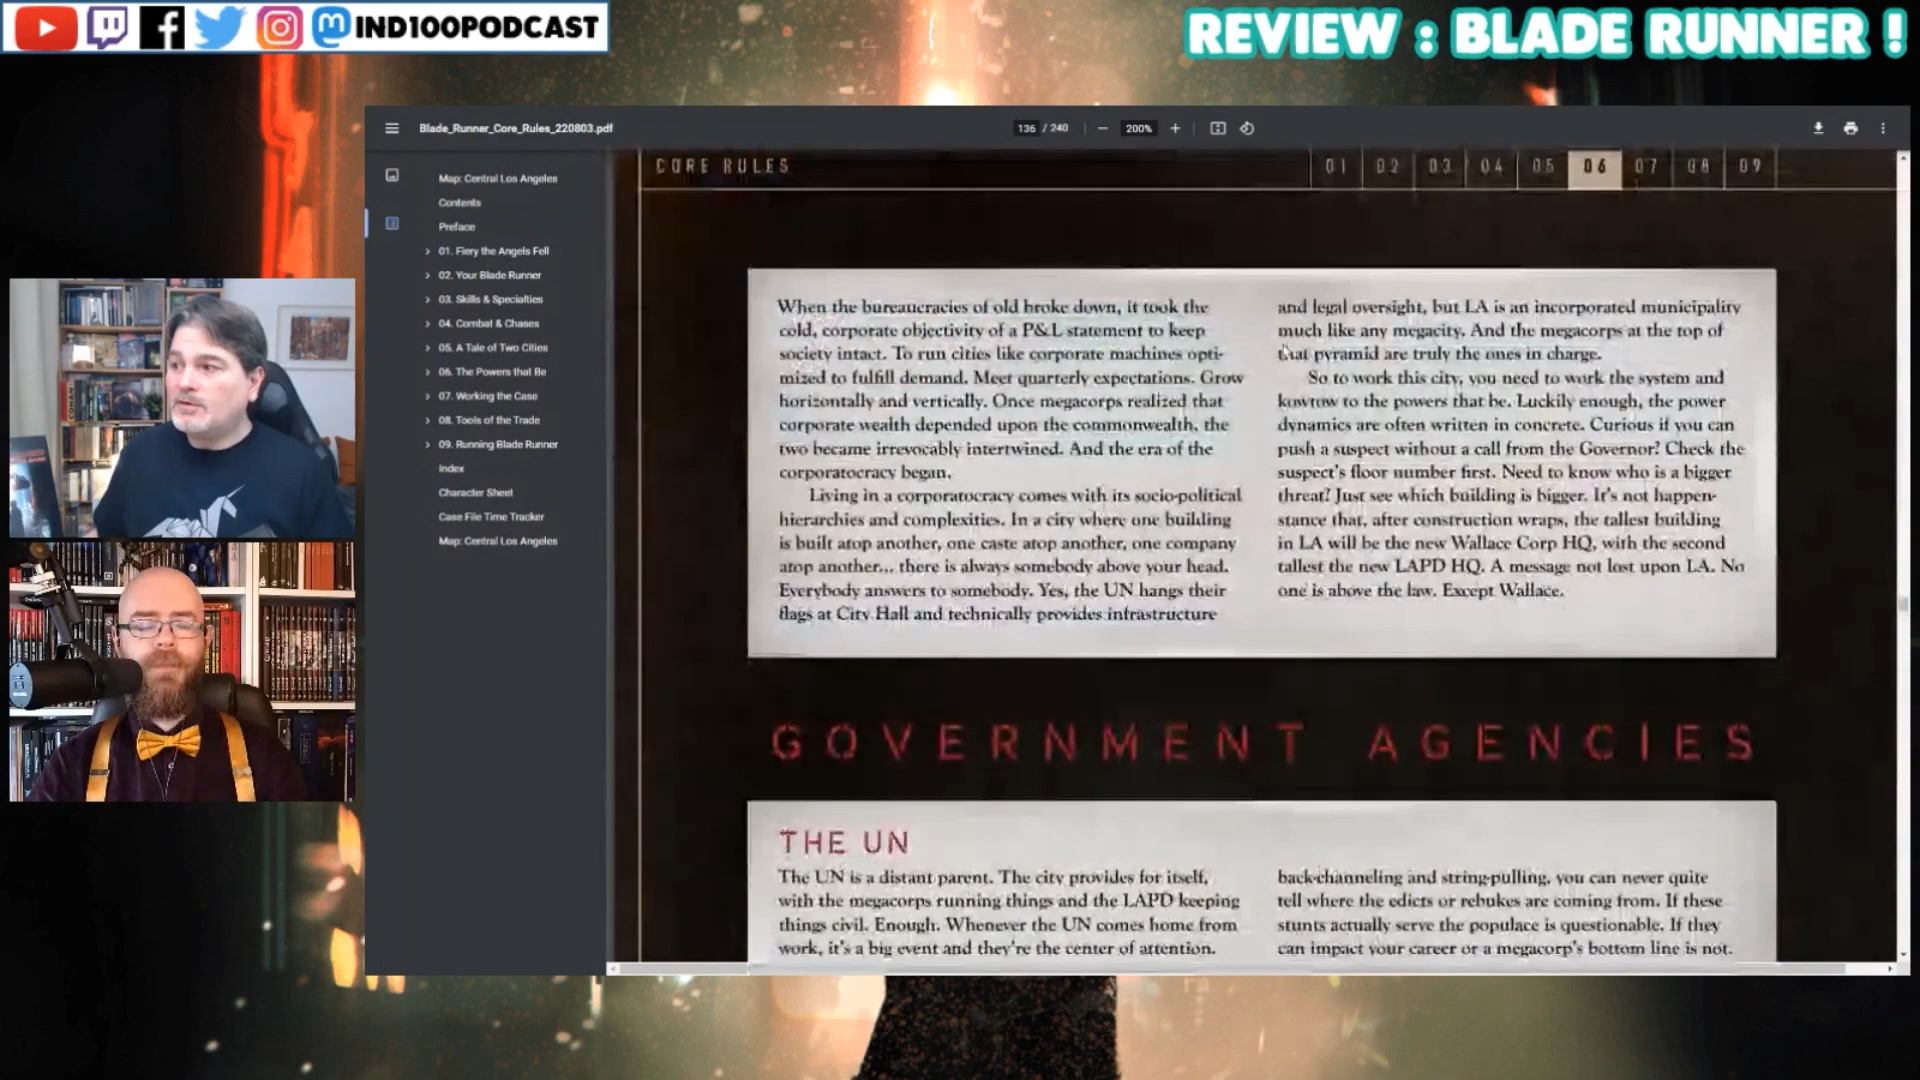 IND100PODCAST
REVIEW : BLADE RUNNER !
Blade_Runner_Core_Rules_220803.pdf
136 / 240
200%
Map: Central Los Angeles
Contents
Preface
01. Fiery the Angels Fell
02. Your Blade Runner
03. Skills & Specialties
04. Combat & Chases
05. A Tale of Two Cities
06. The Powers that Be
07. Working the Case
08. Tools of the Trade
09. Running Blade Runner
Index
Character Sheet
Case File Time Tracker
Map: Central Los Angeles
CORE RULES
01 02 03 04 05 06 07 08 09
When the bureaucracies of old broke down, it took the
cold, corporate objectivity of a P&L statement to keep
society intact. To run cities like corporate machines opti-
mized to fulfill demand. Meet quarterly expectations. Grow
horizontally and vertically. Once megacorps realized that
corporate wealth depended upon the commonwealth, the
two became irrevocably intertwined. And the era of the
corporatocracy began.
Living in a corporatocracy comes with its socio-political
hierarchies and complexities. In a city where one building
is built atop another, one caste atop another, one company
atop another... there is always somebody above your head.
Everybody answers to somebody. Yes, the UN hangs their
flags at City Hall and technically provides infrastructure
and legal oversight, but LA is an incorporated municipality
much like any megacity. And the megacorps at the top of
that pyramid are truly the ones in charge.
So to work this city, you need to work the system and
kowtow to the powers that be. Luckily enough, the power
dynamics are often written in concrete. Curious if you can
push a suspect without a call from the Governor? Check the
suspect's floor number first. Need to know who is a bigger
threat? Just see which building is bigger. It's not happen-
stance that, after construction wraps, the tallest building
in LA will be the new Wallace Corp HQ, with the second
tallest the new LAPD HQ. A message not lost upon LA. No
one is above the law. Except Wallace.
GOVERNMENT AGENCIES
THE UN
The UN is a distant parent. The city provides for itself,
with the megacorps running things and the LAPD keeping
things civil. Enough. Whenever the UN comes home from
work, it's a big event and they're the center of attention.
back-channeling and string-pulling, you can never quite
tell where the edicts or rebukes are coming from. If these
stunts actually serve the populace is questionable. If they
can impact your career or a megacorp's bottom line is not.